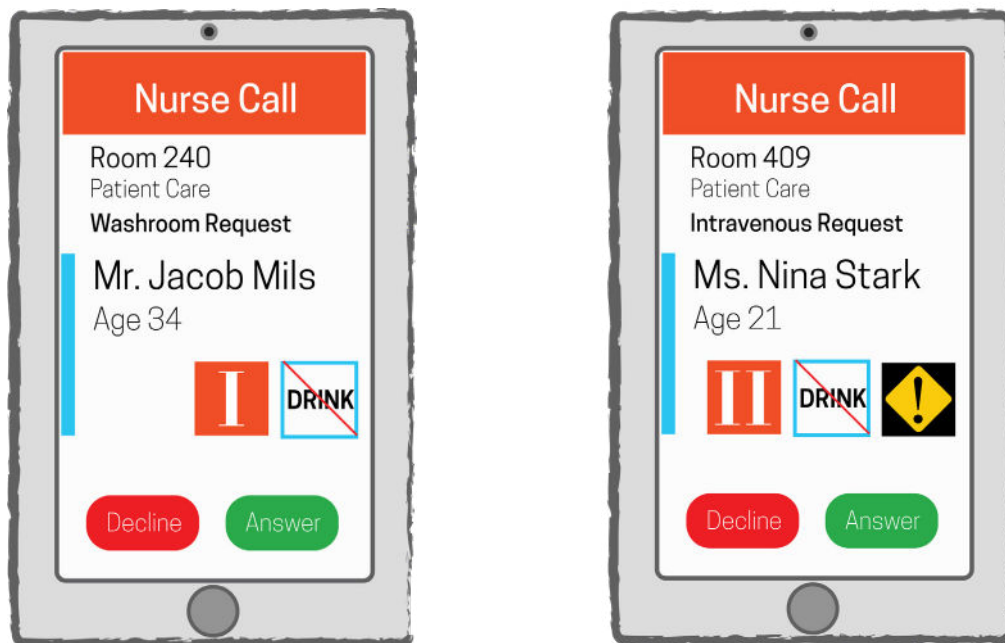 Nurse Call
Room 240
Patient Care
Washroom Request
Mr. Jacob Mils
Age 34
I
DRINK
Decline
Answer
Nurse Call
Room 409
Patient Care
Intravenous Request
Ms. Nina Stark
Age 21
II
DRINK
!
Decline
Answer